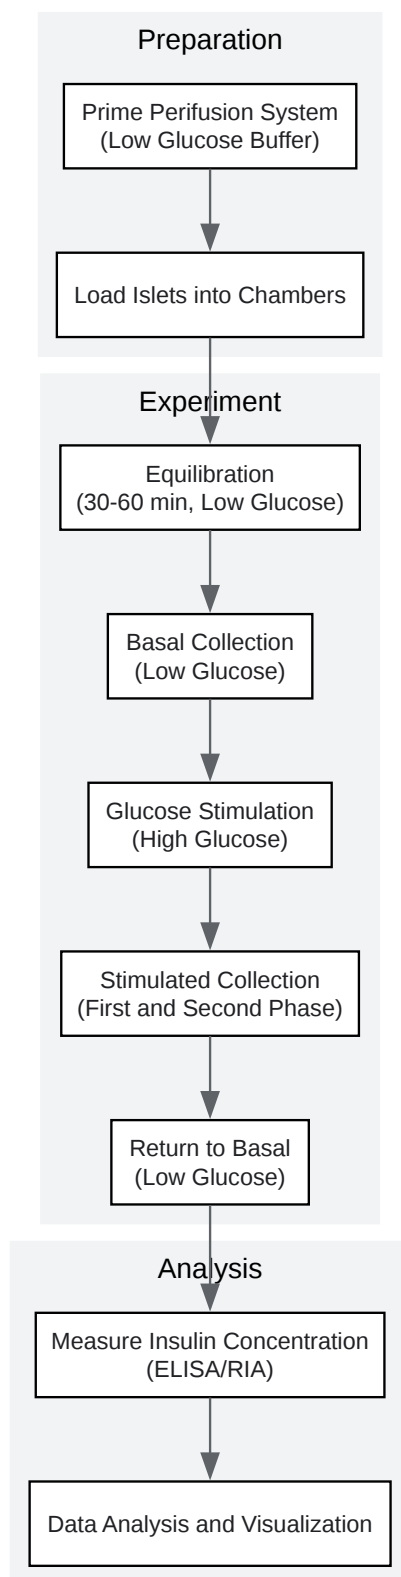 Preparation
Prime Perifusion System
(Low Glucose Buffer)
Load Islets into Chambers
Experiment
Equilibration
(30-60 min, Low Glucose)
Basal Collection
(Low Glucose)
Glucose Stimulation
(High Glucose)
Stimulated Collection
(First and Second Phase)
Return to Basal
(Low Glucose)
Analysis
Measure Insulin Concentration
(ELISA/RIA)
Data Analysis and Visualization